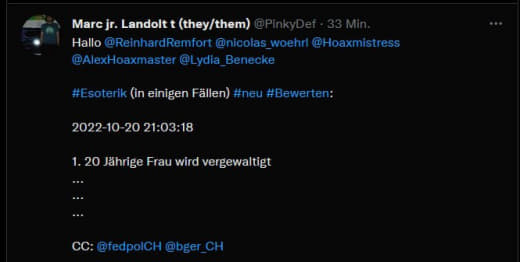 Marc jr. Landolt t (they/them) @PinkyDef · 33 Min.
Hallo @ReinhardRemfort @nicolas_woehrl @Hoaxmistress
@AlexHoaxmaster @Lydia_Benecke
#Esoterik (in einigen Fällen) #neu #Bewerten:
2022-10-20 21:03:18
1. 20 Jährige Frau wird vergewaltigt
...
...
...
CC: @fedpolCH @bger_CH